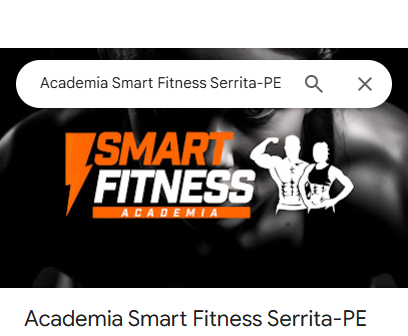 Academia Smart Fitness Serrita-PE
SMART
FITNESS
ACADEMIA
Academia Smart Fitness Serrita-PE